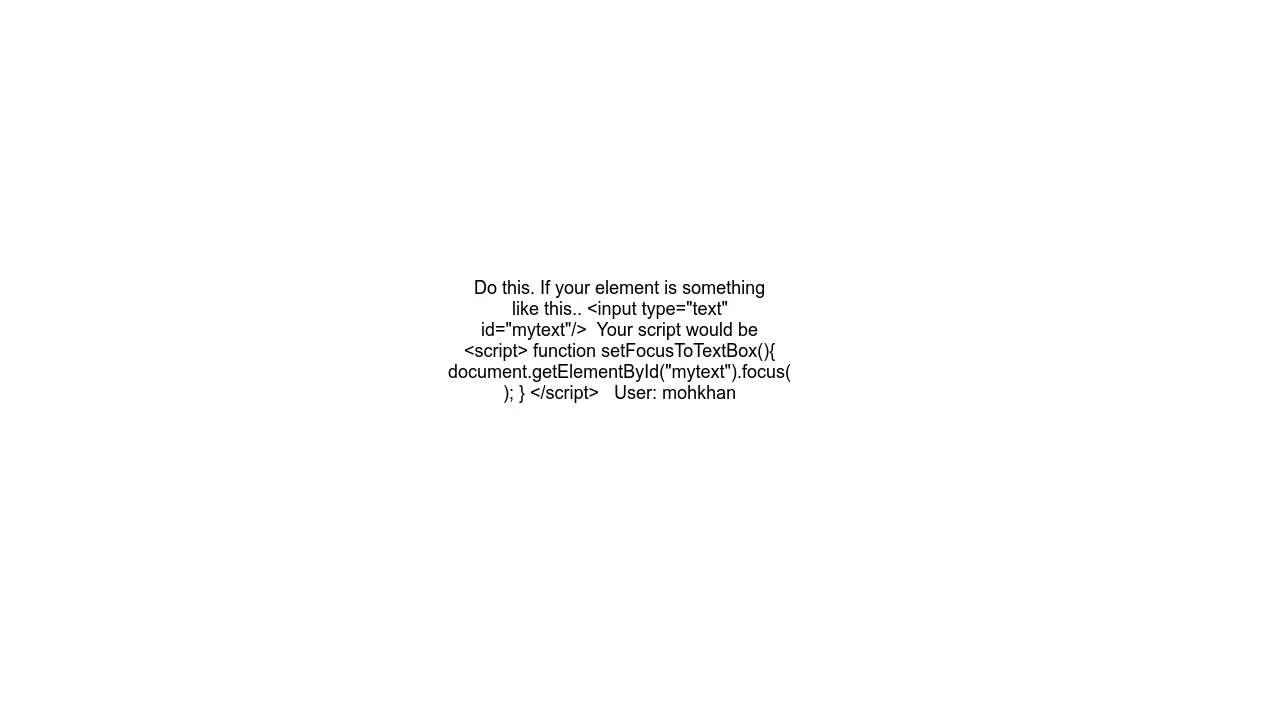 Do this. If your element is something
like this.. <input type="text"
id="mytext"/>  Your script would be
<script> function setFocusToTextBox(){
document.getElementById("mytext").focus(
); } </script>   User: mohkhan